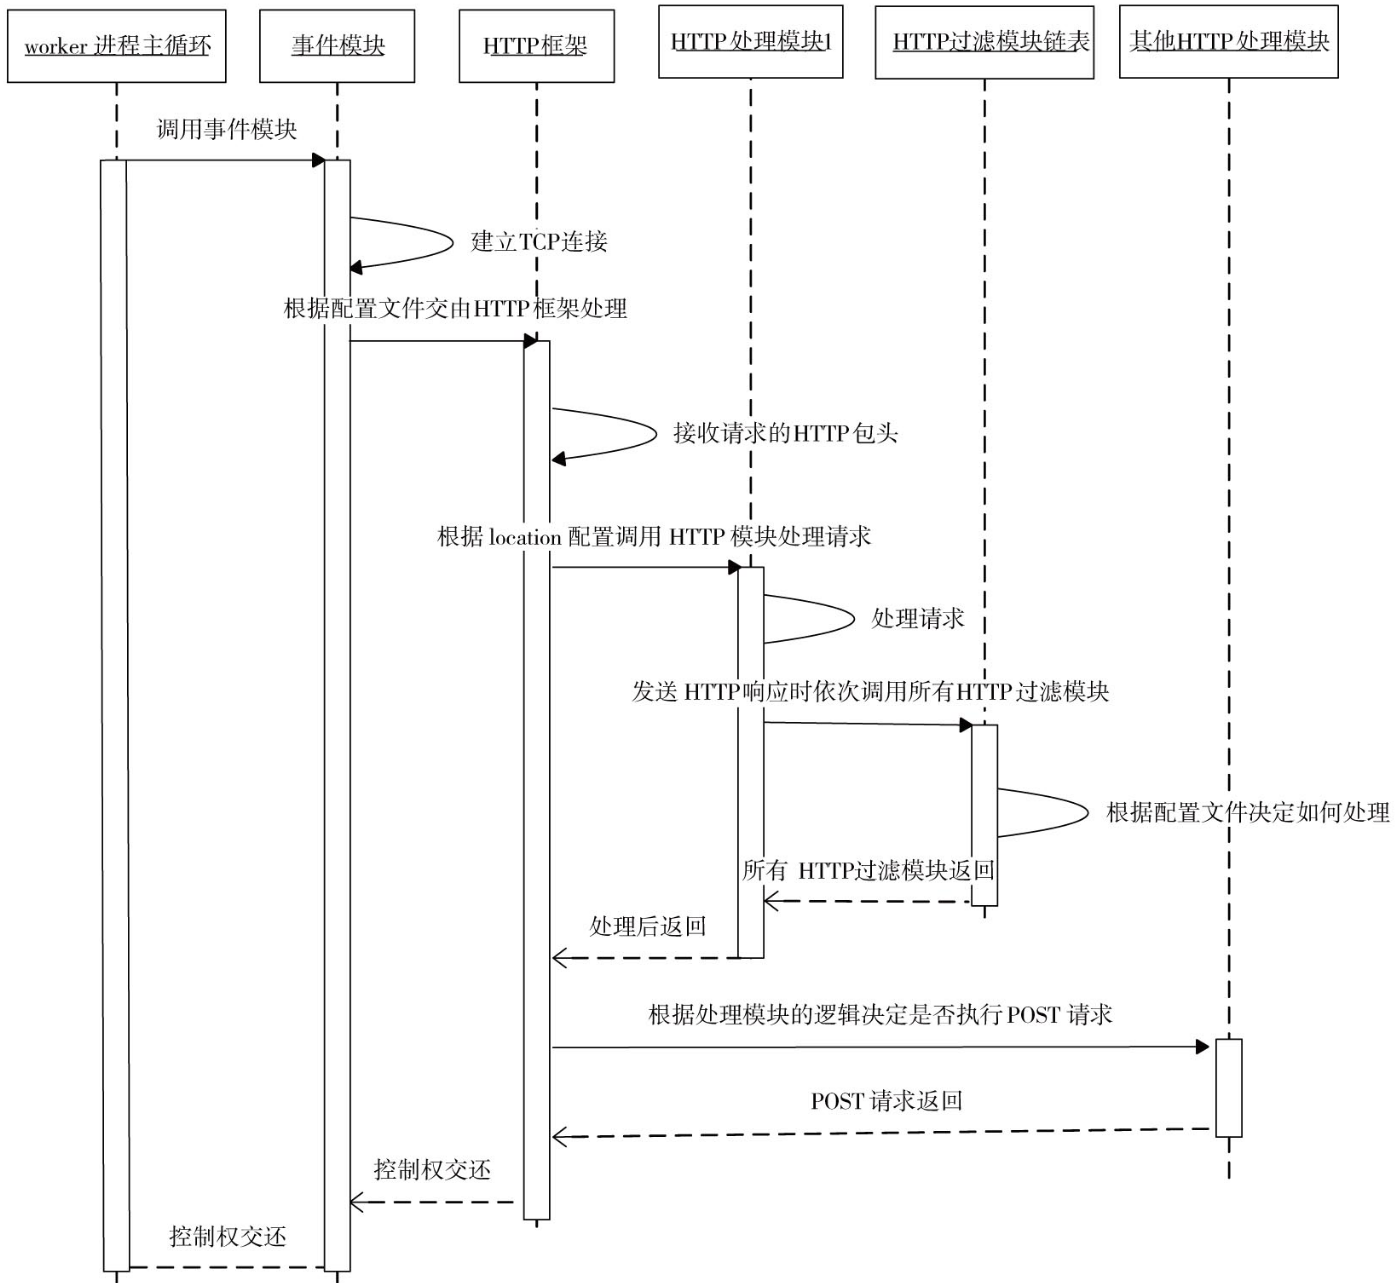 worker 进程主循环
事件模块
HTTP框架
HTTP处理模块1
HTTP过滤模块链表
其他HTTP处理模块
调用事件模块
建立TCP连接
根据配置文件交由HTTP框架处理
接收请求的HTTP包头
根据 location 配置调用 HTTP 模块处理请求
处理请求
发送 HTTP响应时依次调用所有HTTP过滤模块
根据配置文件决定如何处理
所有 HTTP过滤模块返回
处理后返回
根据处理模块的逻辑决定是否执行POST 请求
POST 请求返回
控制权交还
控制权交还